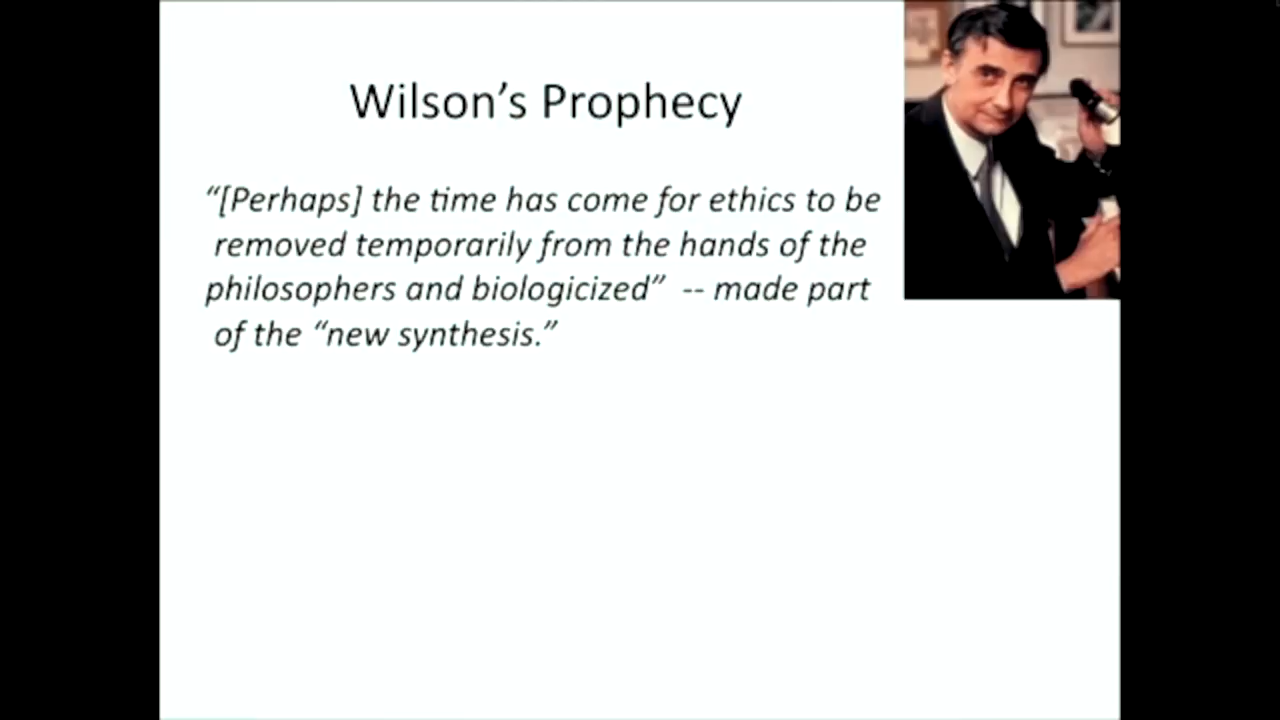 Wilson’s Prophecy
“[Perhaps] the time has come for ethics to be
removed temporarily from the hands of the
philosophers and biologicized” -- made part
of the “new synthesis.”